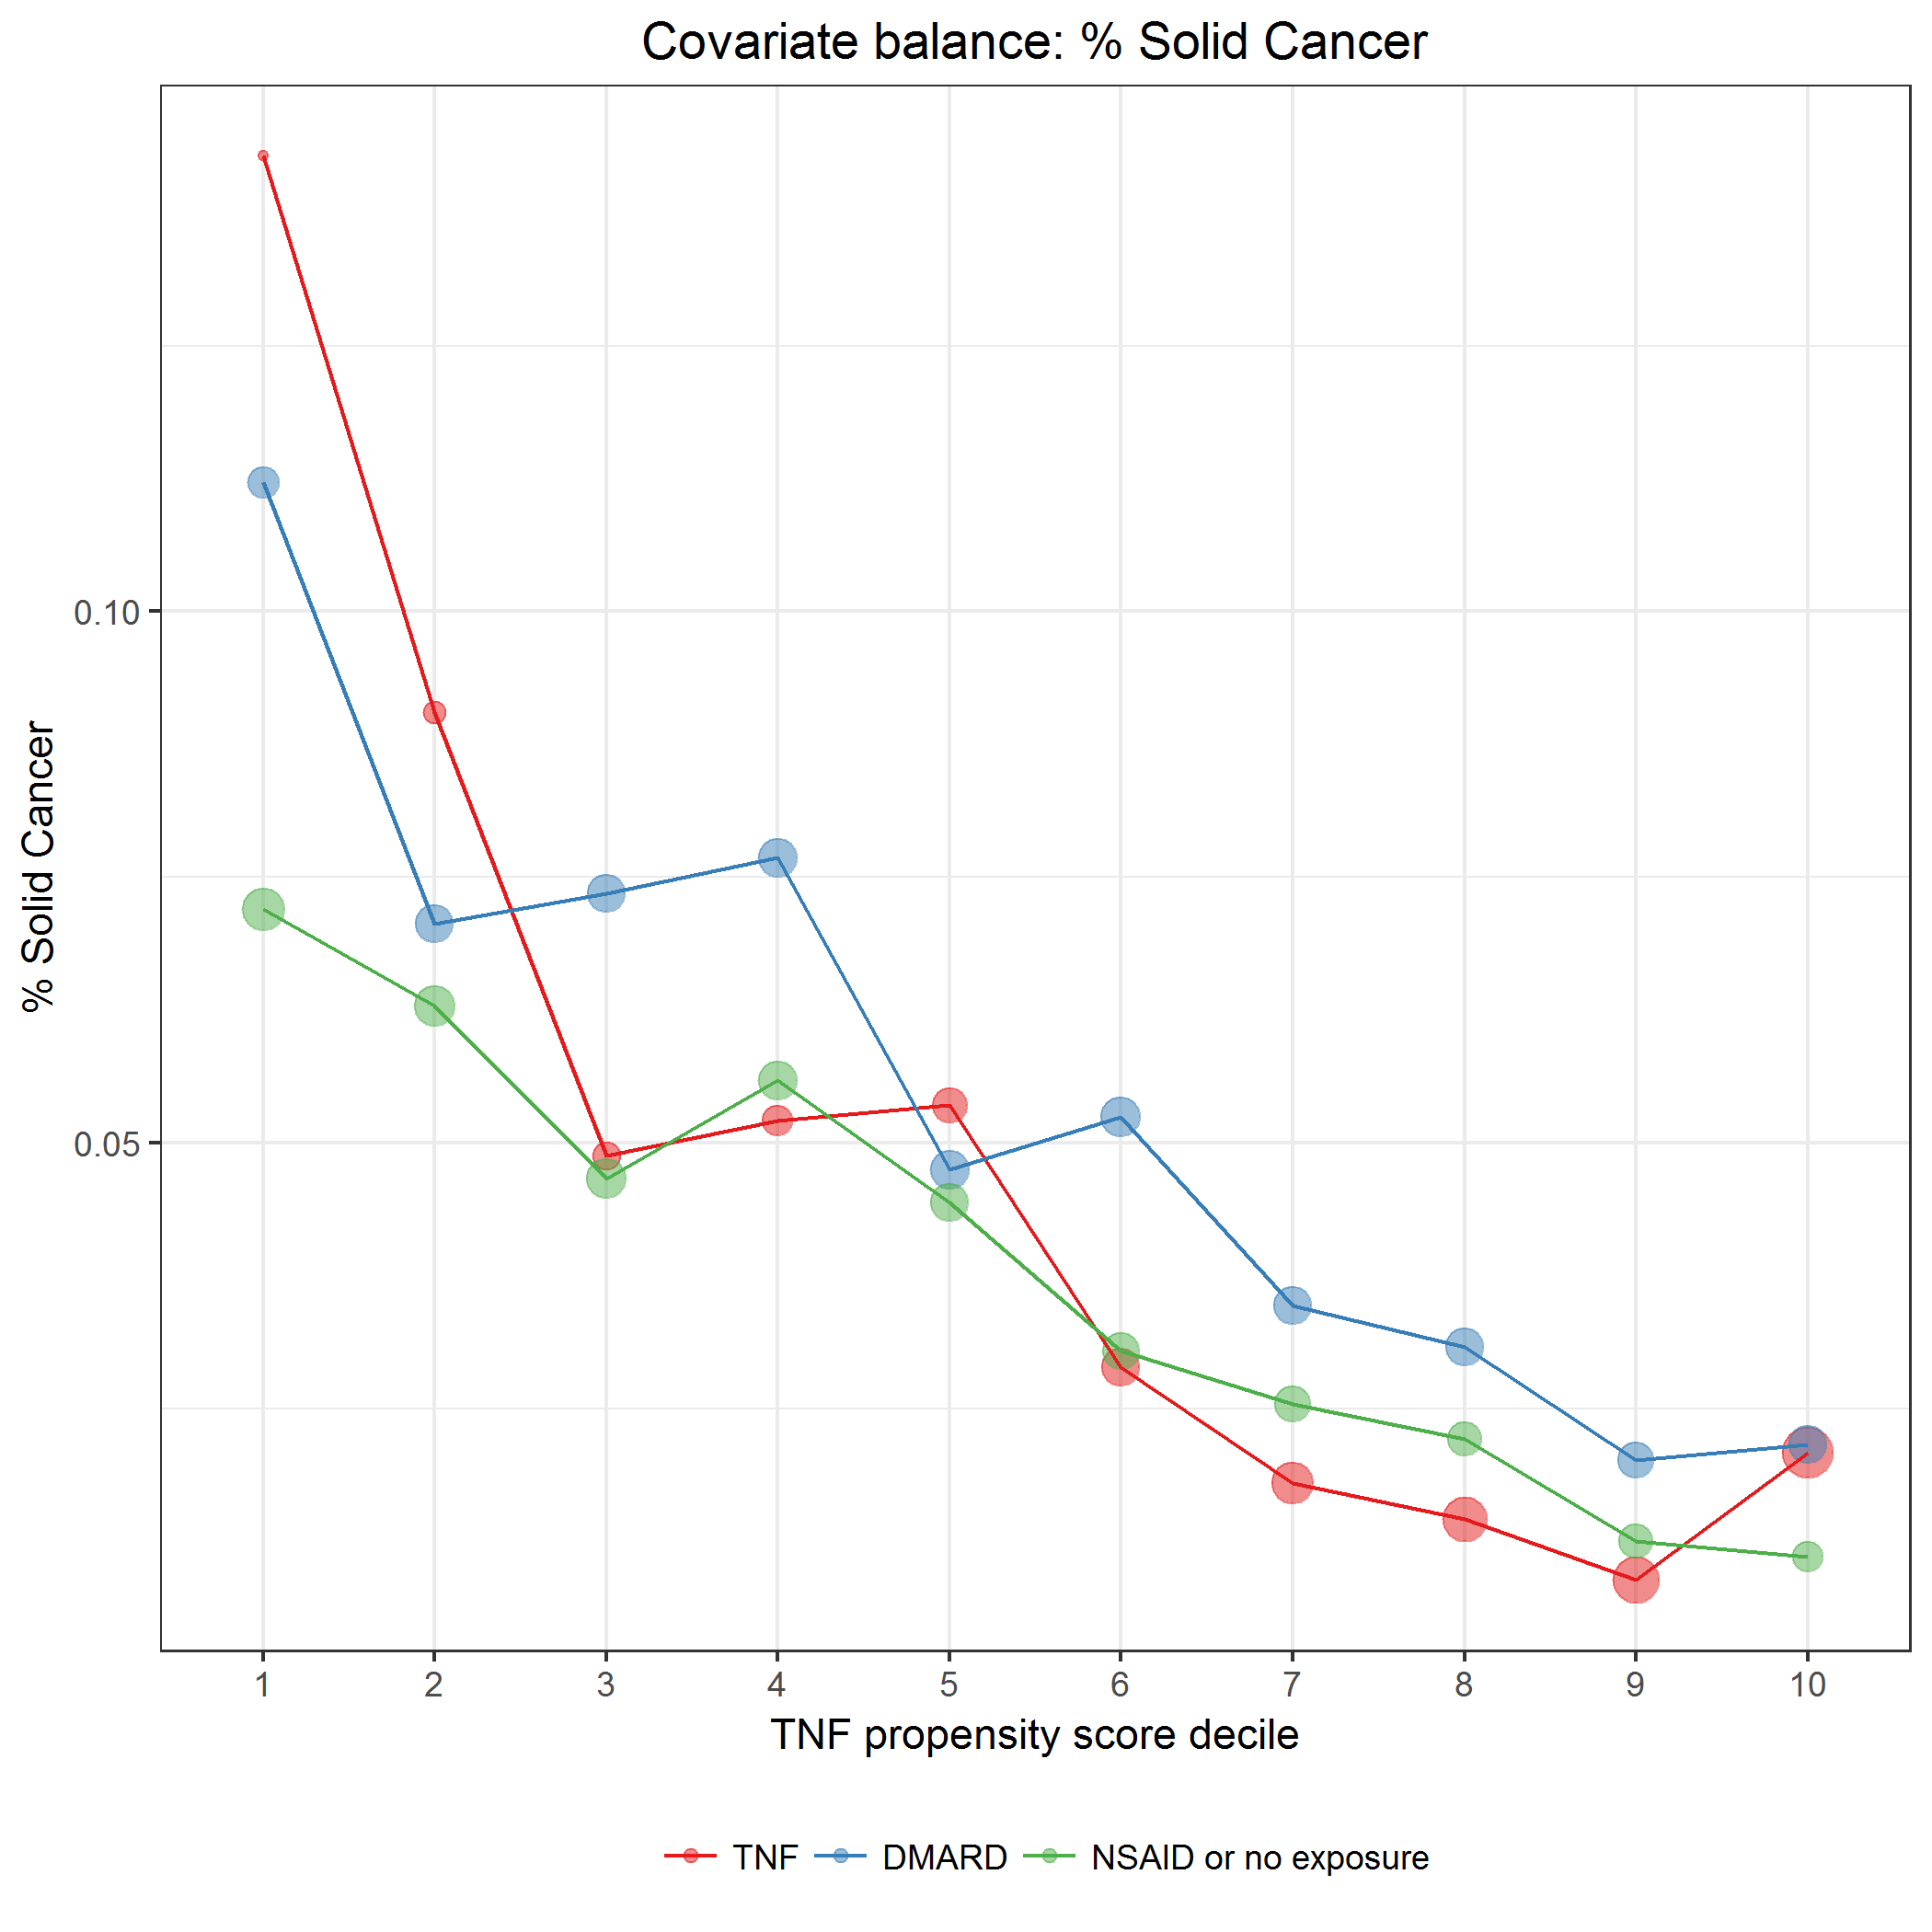 Covariate balance: % Solid Cancer
% Solid Cancer
0.10
0.05
1 2 3 4 5 6 7 8 9 10
TNF propensity score decile
TNF DMARD NSAID or no exposure